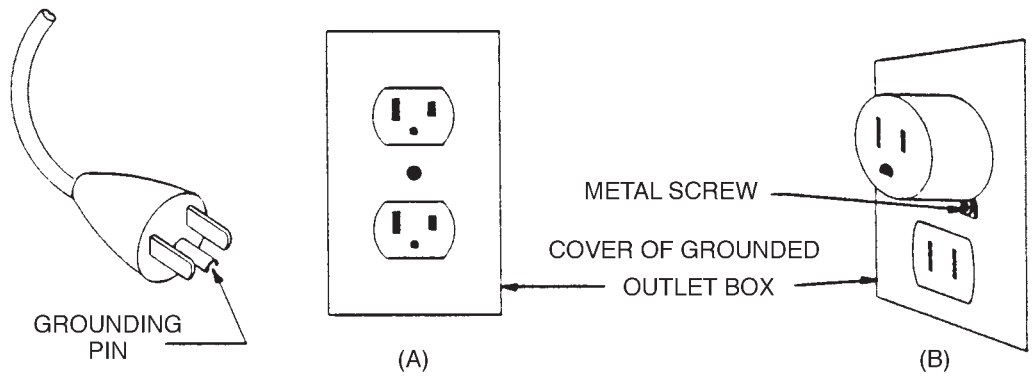 METAL SCREW
COVER OF GROUNDED
OUTLET BOX
GROUNDING
PIN
(A)
(B)